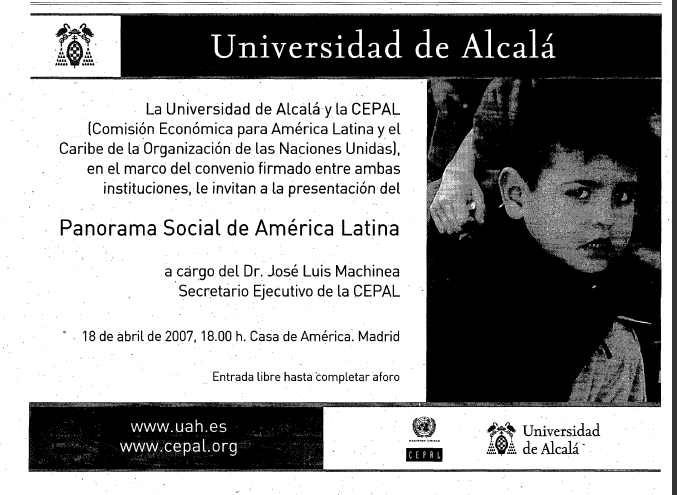 Universidad de Alcalá
La Universidad de Alcalá y la CEPAL
(Comisión Económica para América Latina y el
Caribe de la Organización de las Naciones Unidas),
en el marco del convenio firmado entre ambas
instituciones, le invitan a la presentación del
Panorama Social de América Latina
a cargo del Dr. José Luis Machinea
Secretario Ejecutivo de la CEPAL
18 de abril de 2007, 18.00 h. Casa de América. Madrid
Entrada libre hasta completar aforo
www.uah.es
www.cepal.org
NACIONES UNIDAS
CEPAL
Universidad
de Alcalá